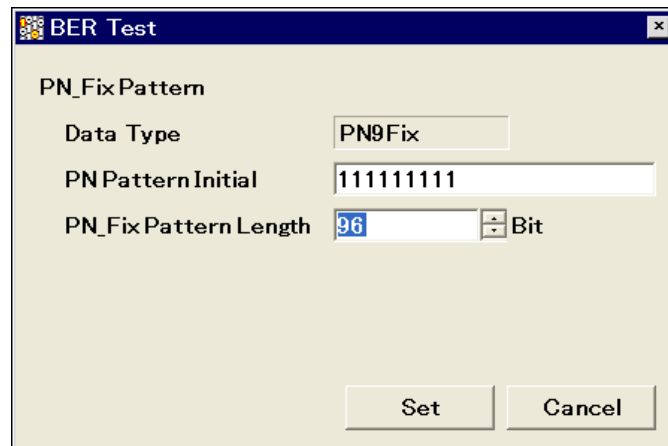 BER Test
PN_Fix Pattern
Data Type PN9Fix
PN Pattern Initial 111111111
PN_Fix Pattern Length 96 Bit
Set Cancel